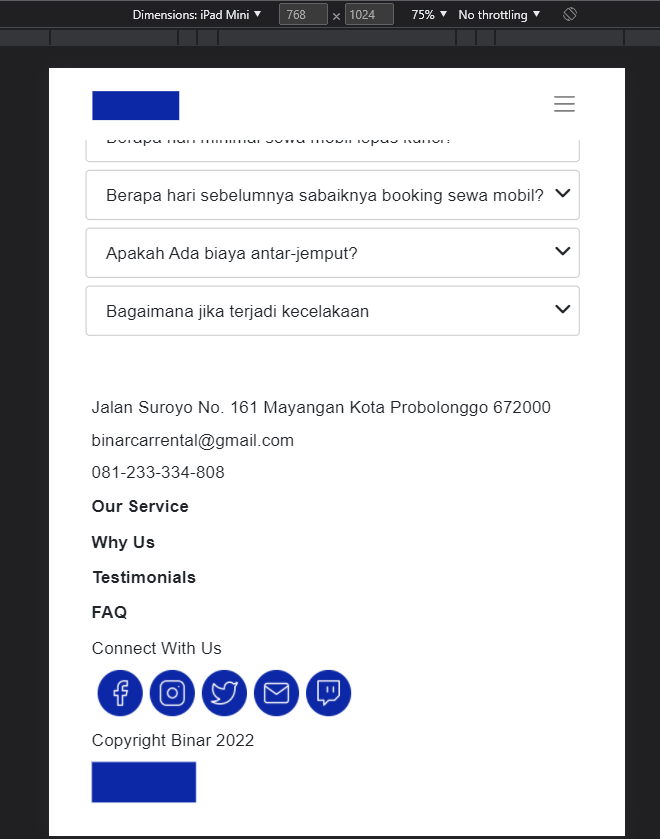 Dimensions: iPad Mini ▼ 768 × 1024 75% ▼ No throttling ▼
Berapa hari minimal sewa mobil lepas kunci?
Berapa hari sebelumnya sabaiknya booking sewa mobil?
Apakah Ada biaya antar-jemput?
Bagaimana jika terjadi kecelakaan
Jalan Suroyo No. 161 Mayangan Kota Probolonggo 672000
binarcarrental@gmail.com
081-233-334-808
Our Service
Why Us
Testimonials
FAQ
Connect With Us
Copyright Binar 2022